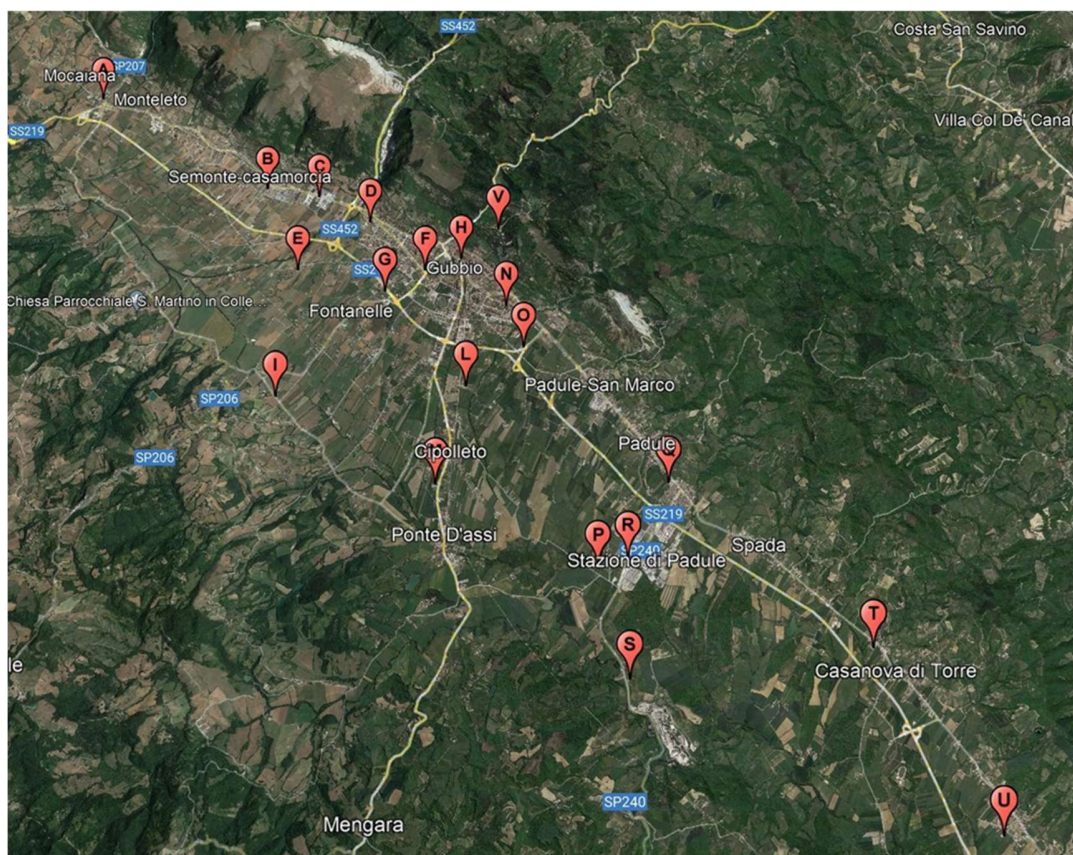 SS452
Costa San Savino
A
SP207
Mocaiana
Monteleto
SS219
Villa Col De' Canal
B
C
Semonte-casamorcia
D
V
SS452
E
F
H
G
Gubbio
N
Chiesa Parrocchiale S. Martino in Colle...
Fontanelle
O
I
L
Padule-San Marco
SP206
Padule
Cipolleto
SP206
SS219
R
P
Ponte D'assi
Spada
SP240
Stazione di Padule
T
S
le
Casanova di Torre
SP240
U
Mengara